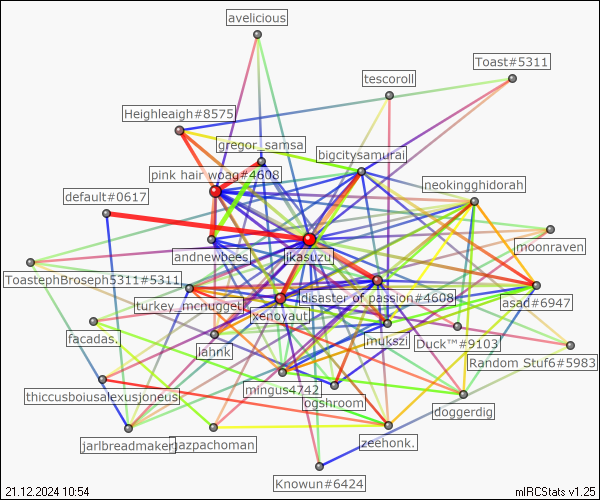 avelicious
Toast#5311
tescoroll
Heighleaigh#8575
gregor_samsa
bigcitysamurai
pink hair woag#4608
neokingghidorah
default#0617
andnewbees
ikasuzu
moonraven
ToastephBroseph5311#5311
disaster of passion#4608
turkey_mcnugget
asad#6947
xenoyaut
facadas.
mukszi
Duck™#9103
lahnk
Random Stuf6#5983
mingus4742
thiccusboiusalexusjoneus
ogshroom
doggerdig
jarlbreadmaker
jazpachoman
zeehonk.
Knowun#6424
21.12.2024 10:54
mIRCStats v1.25